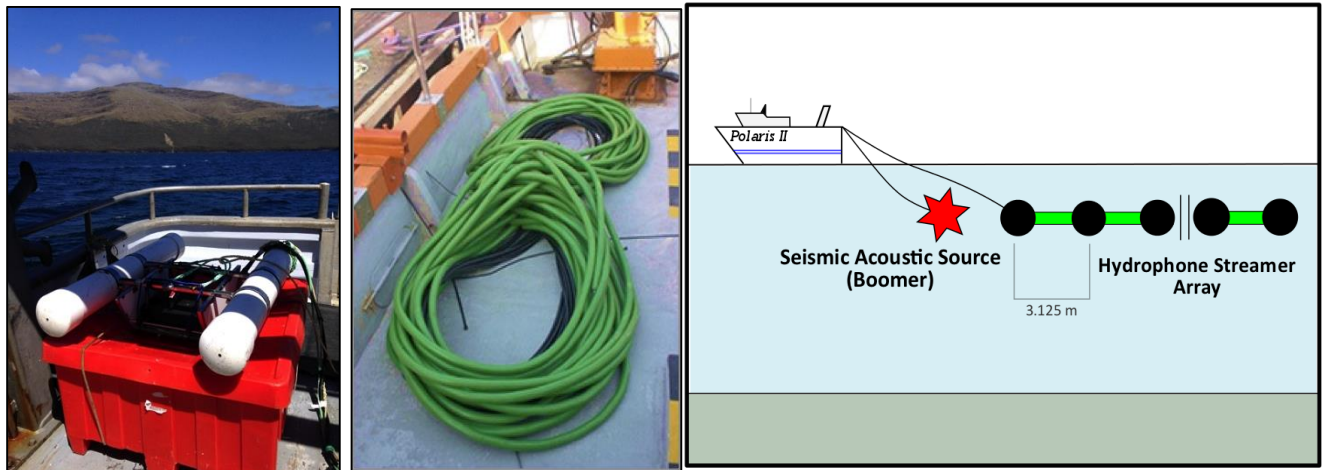 Polaris II
Seismic Acoustic Source
(Boomer)
Hydrophone Streamer
Array
3.125 m